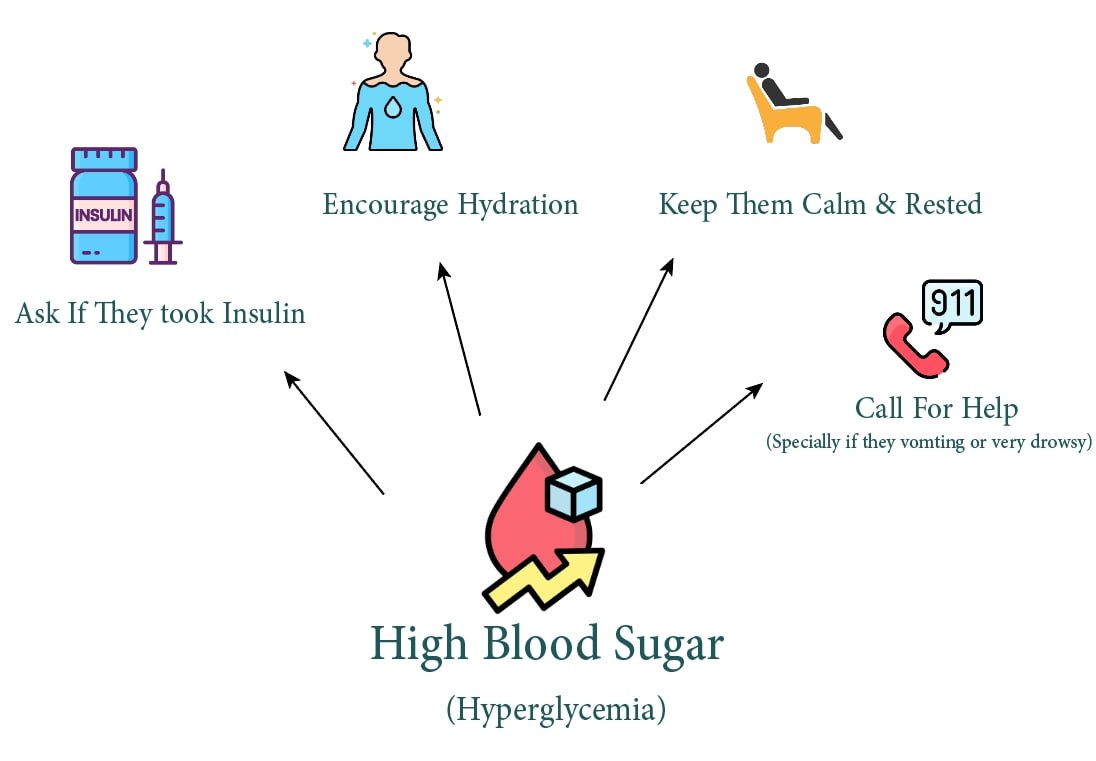 INSULIN
Ask If They took Insulin
Encourage Hydration
Keep Them Calm & Rested
911
Call For Help
(Specially if they vomting or very drowsy)
High Blood Sugar
(Hyperglycemia)